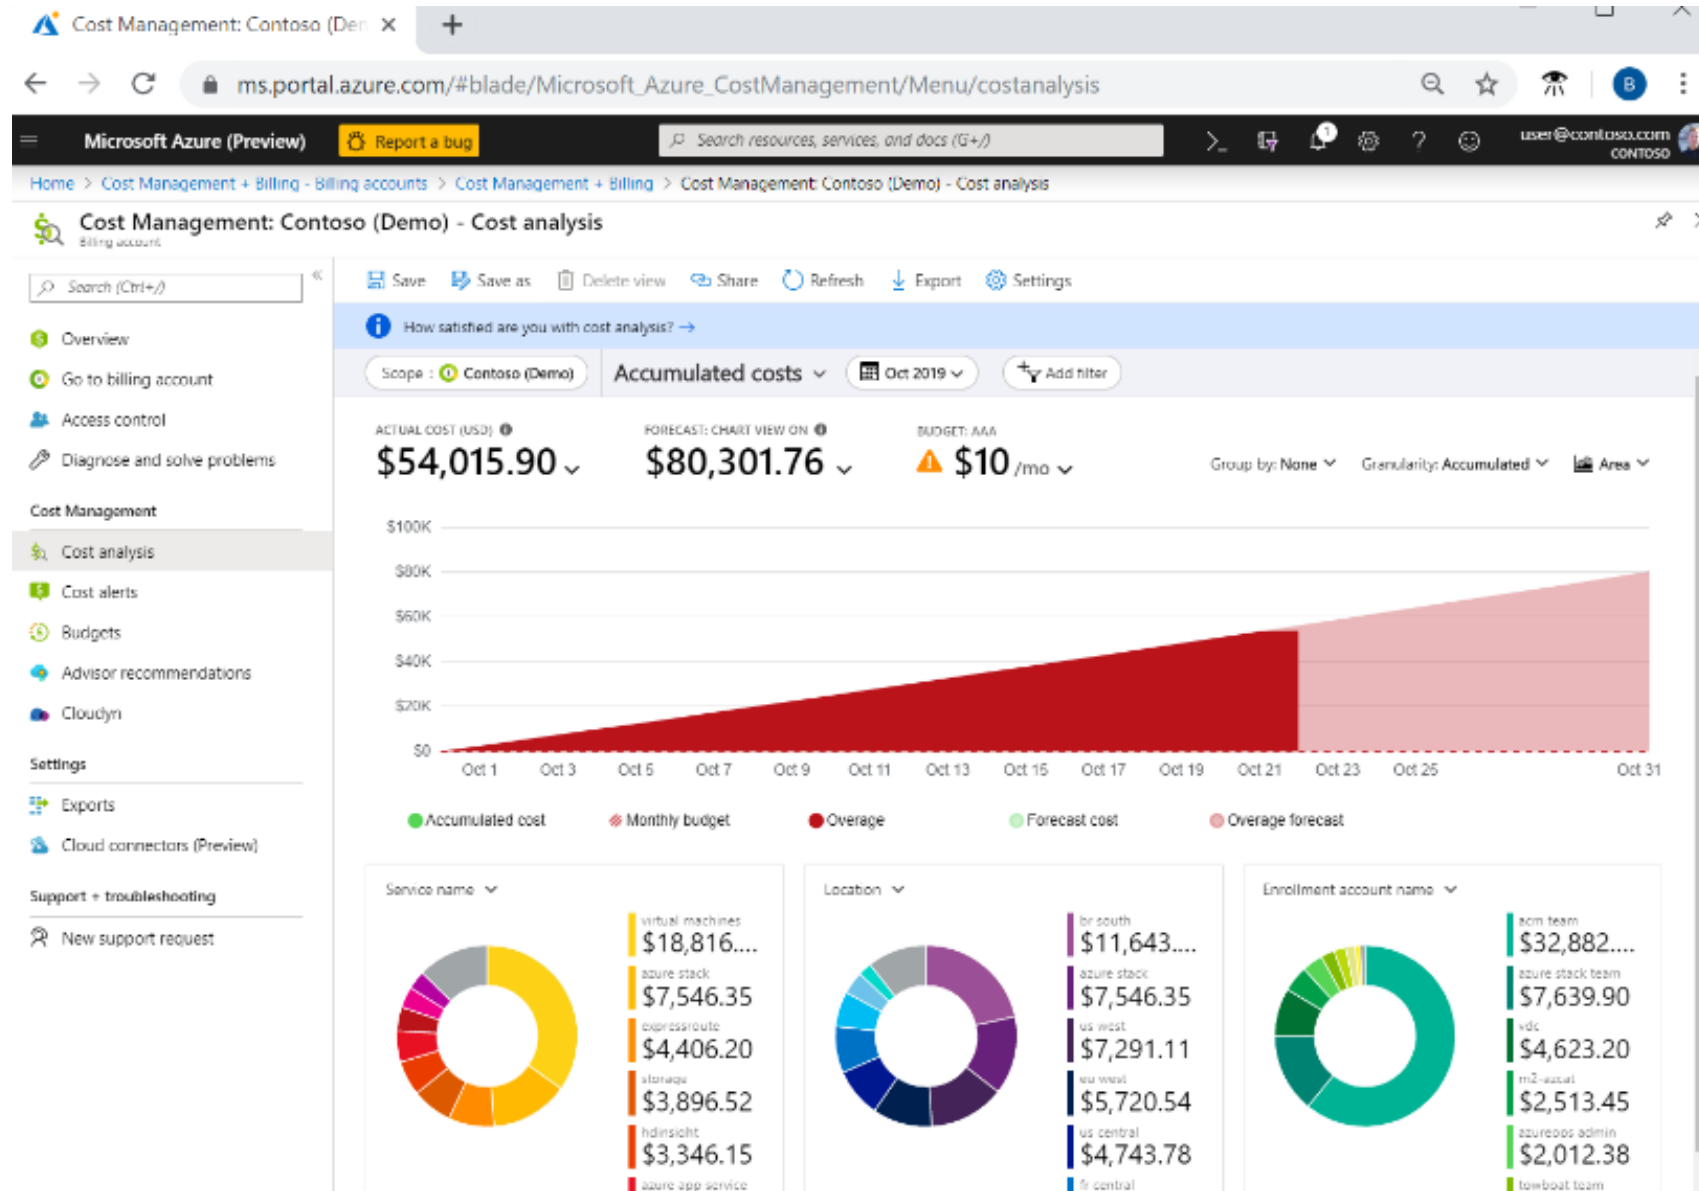 Cost Management: Contoso (Den
ms.portal.azure.com/#blade/Microsoft_Azure_CostManagement/Menu/costanalysis
B
Microsoft Azure (Preview)
Report a bug
Search resources, services, and docs (G+/)
1
user@contoso.com
CONTOSO
Home > Cost Management + Billing - Billing accounts > Cost Management + Billing > Cost Management: Contoso (Demo) - Cost analysis
Cost Management: Contoso (Demo) - Cost analysis
Billing account
Search (Ctrl+/)
Overview
Go to billing account
Access control
Diagnose and solve problems
Cost Management
Cost analysis
Cost alerts
Budgets
Advisor recommendations
Cloudyn
Settings
Exports
Cloud connectors (Preview)
Support + troubleshooting
New support request
Save
Save as
Delete view
Share
Refresh
Export
Settings
How satisfied are you with cost analysis? →
Scope : Contoso (Demo)
Accumulated costs
Oct 2019
Add filter
ACTUAL COST (USD)
$54,015.90
FORECAST: CHART VIEW ON
$80,301.76
BUDGET: AAA
$10 /mo
Group by: None
Granularity: Accumulated
Area
$100K
$80K
$60K
$40K
$20K
$0
Oct 1
Oct 3
Oct 5
Oct 7
Oct 9
Oct 11
Oct 13
Oct 15
Oct 17
Oct 19
Oct 21
Oct 23
Oct 25
Oct 31
Accumulated cost
Monthly budget
Overage
Forecast cost
Overage forecast
Service name
virtual machines
$18,816....
azure stack
$7,546.35
expressroute
$4,406.20
storage
$3,896.52
hdinsight
$3,346.15
azure app service
Location
br south
$11,643....
azure stack
$7,546.35
us west
$7,291.11
eu west
$5,720.54
us central
$4,743.78
fr central
Enrollment account name
acm team
$32,882....
azure stack team
$7,639.90
vdc
$4,623.20
m2-azcat
$2,513.45
azureops admin
$2,012.38
towboat team